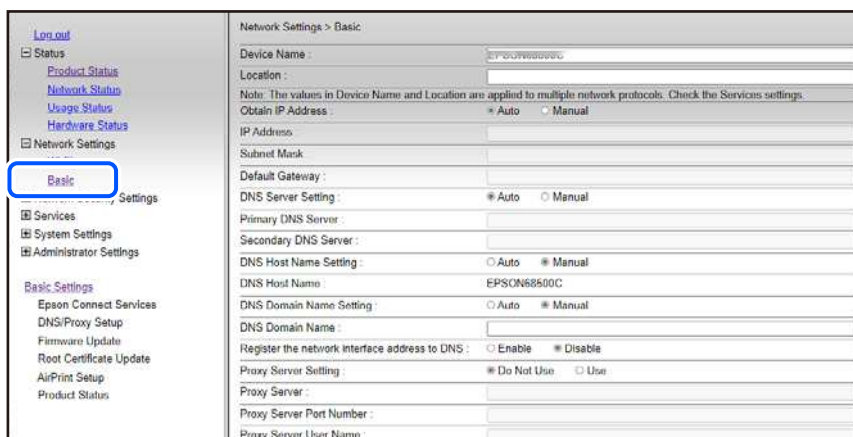 Log out
Status
Product Status
Network Status
Usage Status
Hardware Status
Network Settings
Basic
Settings
Services
System Settings
Administrator Settings
Basic Settings
Epson Connect Services
DNS/Proxy Setup
Firmware Update
Root Certificate Update
AirPrint Setup
Product Status
Network Settings > Basic
Device Name :
Location :
Note: The values in Device Name and Location are applied to multiple network protocols. Check the Services settings.
Obtain IP Address : Auto Manual
IP Address
Subnet Mask
Default Gateway :
DNS Server Setting : Auto Manual
Primary DNS Server :
Secondary DNS Server :
DNS Host Name Setting : Auto Manual
DNS Host Name : EPSON68600C
DNS Domain Name Setting : Auto Manual
DNS Domain Name :
Register the network interface address to DNS : Enable Disable
Proxy Server Setting : Do Not Use Use
Proxy Server :
Proxy Server Port Number :
Proxy Server User Name :